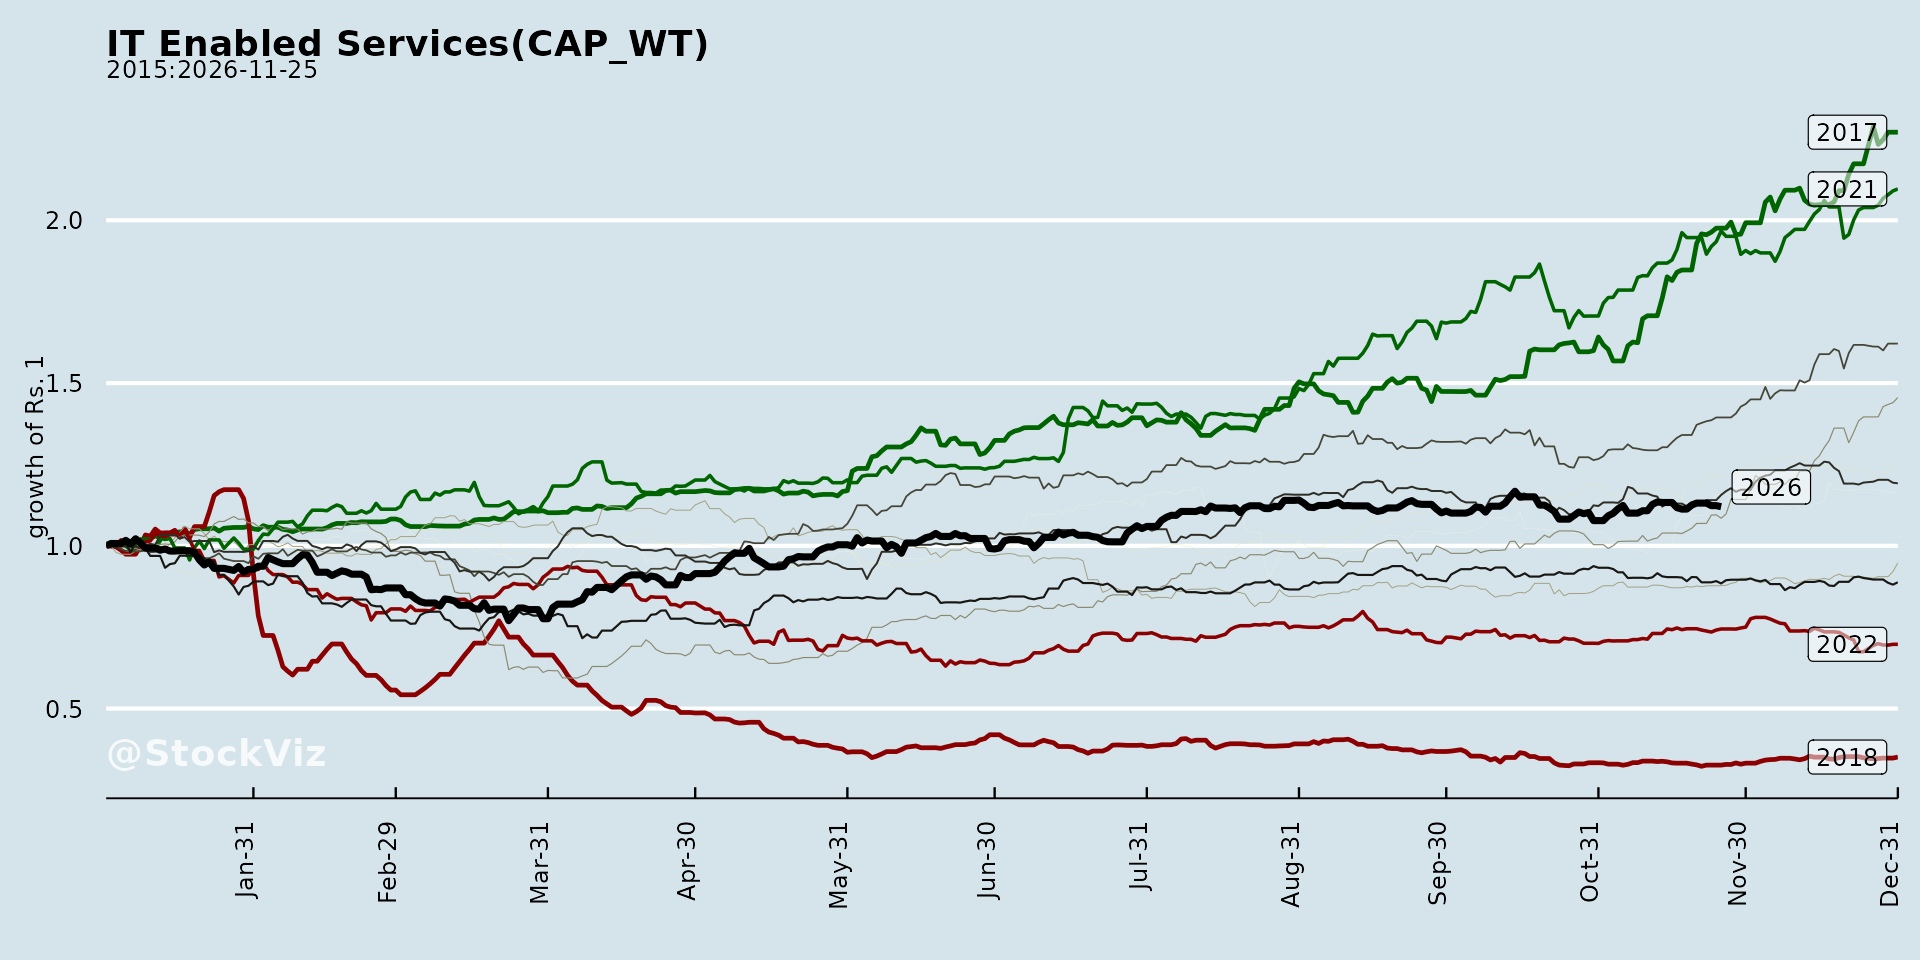 IT Enabled Services(CAP_WT)
2015:2026-11-25
growth of Rs. 1
2.0
1.5
1.0
0.5
2017
2021
2026
2022
2018
@StockViz
Jan-31
Feb-29
Mar-31
Apr-30
May-31
Jun-30
Jul-31
Aug-31
Sep-30
Oct-31
Nov-30
Dec-31